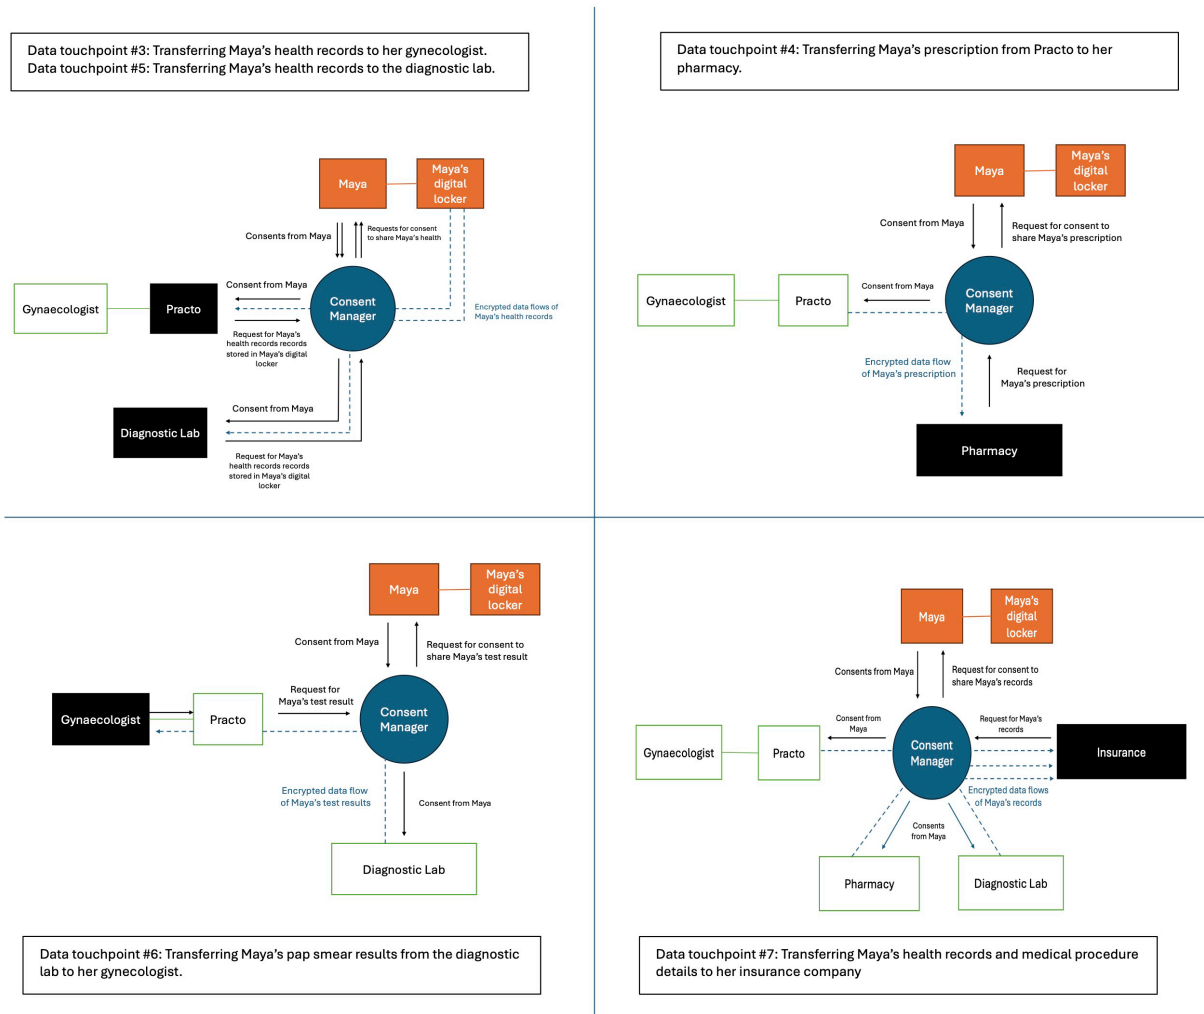 Data touchpoint #3: Transferring Maya's health records to her gynecologist.
Data touchpoint #5: Transferring Maya's health records to the diagnostic lab.
Maya
Maya's
digital
locker
Consents from Maya
Requests for consent
to share Maya's health
Gynaecologist
Practo
Consent from Maya
Consent
Manager
Encrypted data flows of
Maya's health records
Request for Maya's
health records records
stored in Maya's digital
locker
Consent from Maya
Diagnostic Lab
Request for Maya's
health records records
stored in Maya's digital
locker
Data touchpoint #4: Transferring Maya's prescription from Practo to her
pharmacy.
Maya
Maya's
digital
locker
Consent from Maya
Request for consent to
share Maya's prescription
Gynaecologist
Practo
Consent from Maya
Consent
Manager
Encrypted data flow
of Maya's prescription
Request for
Maya's prescription
Pharmacy
Maya
Maya's
digital
locker
Consent from Maya
Request for consent to
share Maya's test result
Gynaecologist
Practo
Request for
Maya's test result
Consent
Manager
Encrypted data flow
of Maya's test results
Consent from Maya
Diagnostic Lab
Data touchpoint #6: Transferring Maya's pap smear results from the diagnostic
lab to her gynecologist.
Maya
Maya's
digital
locker
Consents from Maya
Request for consent to
share Maya's records
Gynaecologist
Practo
Consent from
Maya
Consent
Manager
Request for Maya's
records
Insurance
Encrypted data flows
of Maya's records
Consents
from Maya
Pharmacy
Diagnostic Lab
Data touchpoint #7: Transferring Maya's health records and medical procedure
details to her insurance company